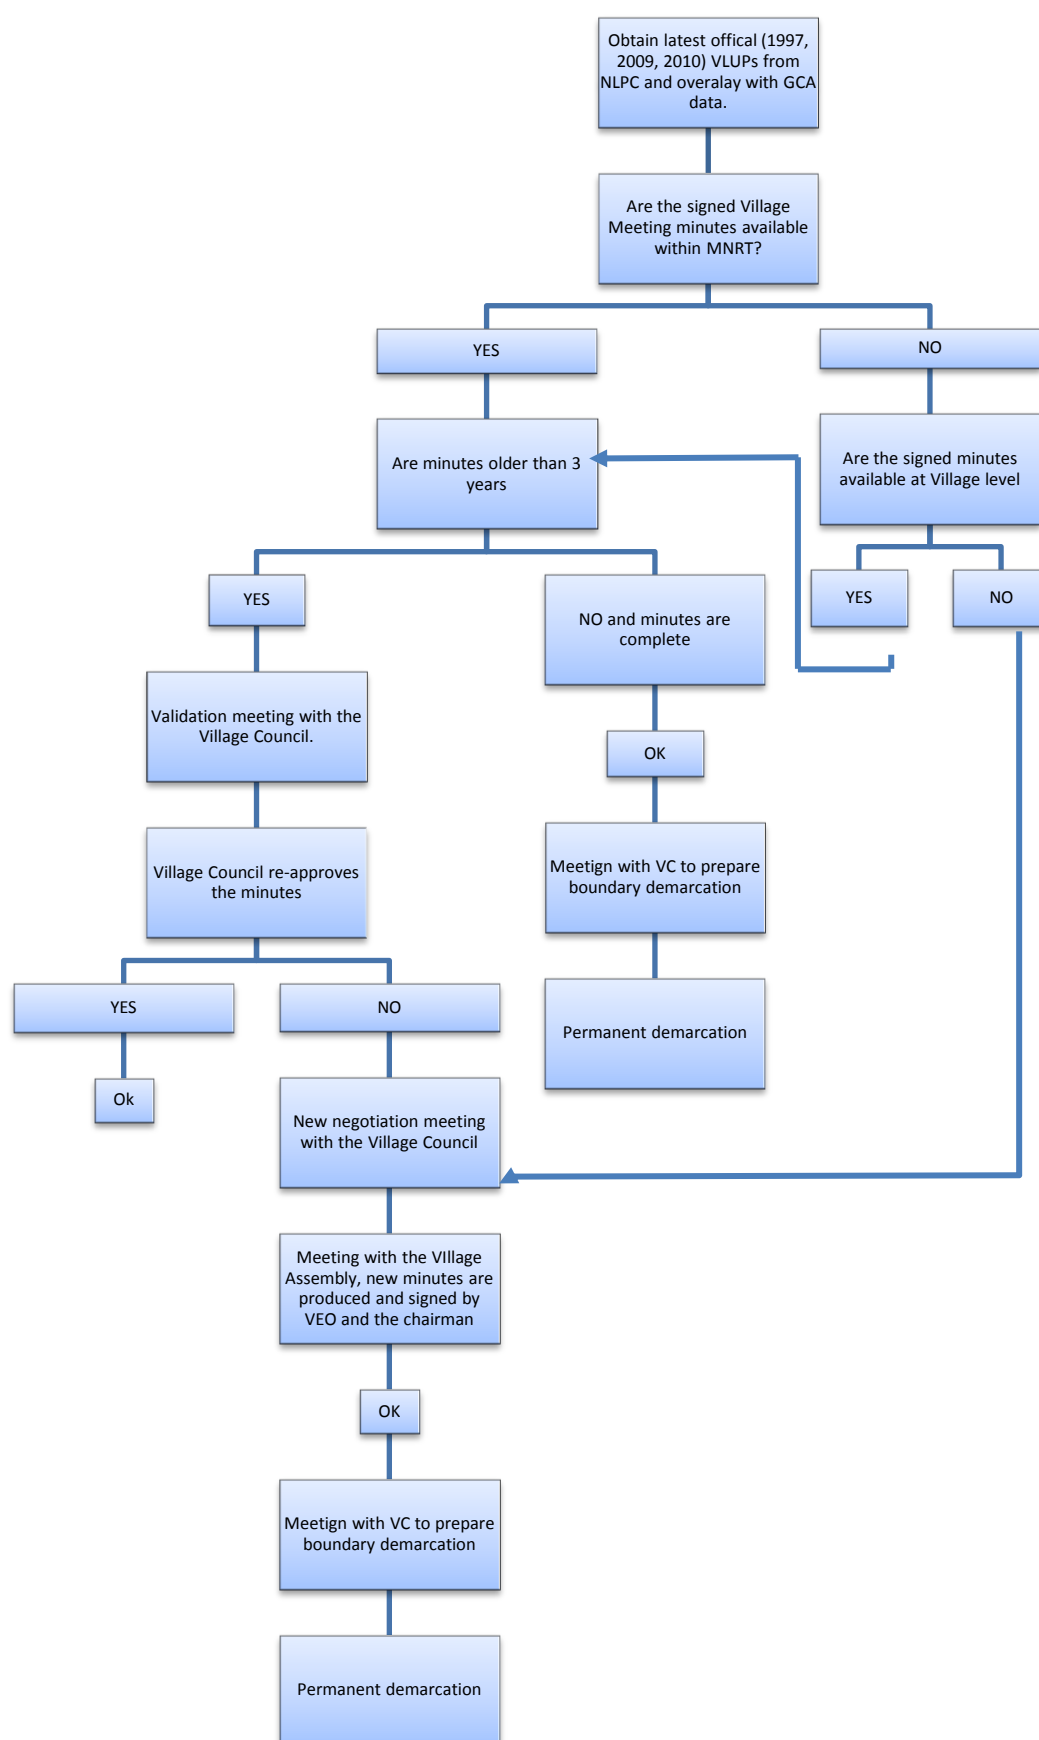 Obtain latest offical (1997,
2009, 2010) VLUPs from
NLPC and overalay with GCA
data.
Are the signed Village
Meeting minutes available
within MNRT?
YES
NO
Are minutes older than 3
years
Are the signed minutes
available at Village level
YES
NO and minutes are
complete
YES
NO
Validation meeting with the
Village Council.
OK
Village Council re-approves
the minutes
Meetign with VC to prepare
boundary demarcation
YES
NO
Permanent demarcation
Ok
New negotiation meeting
with the Village Council
Meeting with the VIllage
Assembly, new minutes are
produced and signed by
VEO and the chairman
OK
Meetign with VC to prepare
boundary demarcation
Permanent demarcation